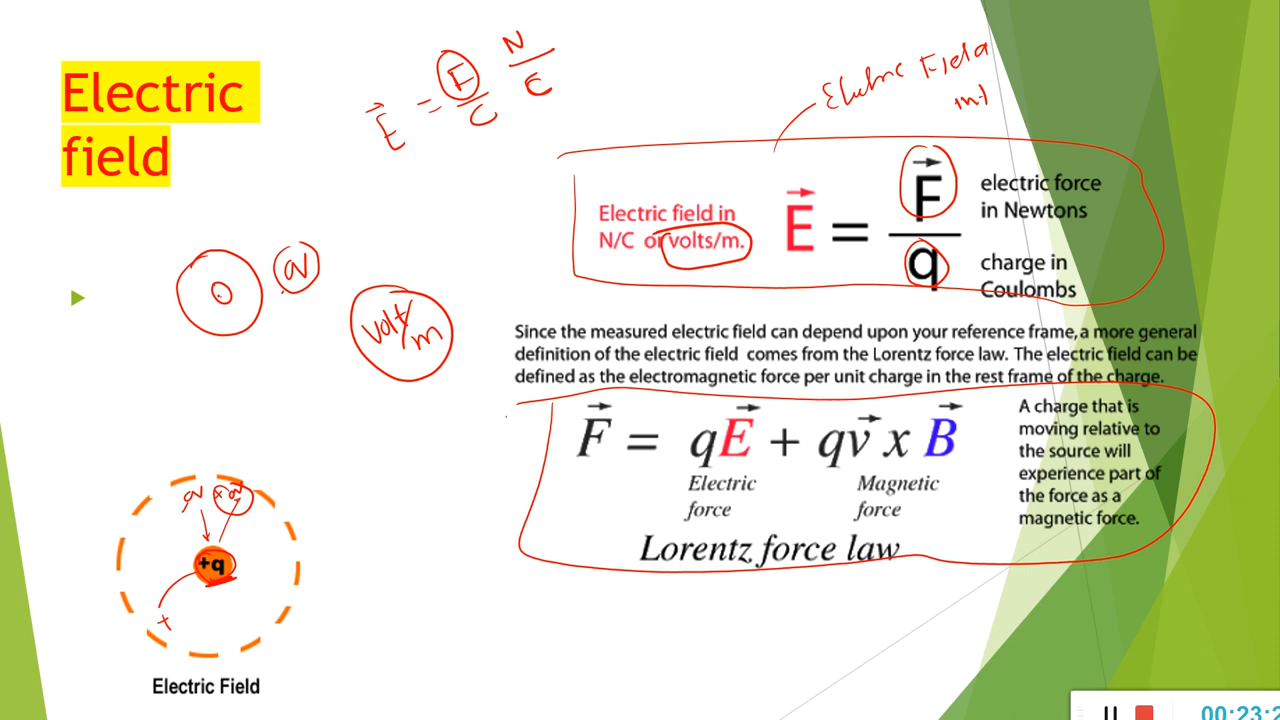 Electric
field
E = F/C N/C
Electric Field
int
Electric field in
N/C or volts/m.
E = F/q
electric force
in Newtons
charge in
Coulombs
volt/m
Since the measured electric field can depend upon your reference frame, a more general
definition of the electric field comes from the Lorentz force law. The electric field can be
defined as the electromagnetic force per unit charge in the rest frame of the charge.
F = qE + qv x B
Electric
force
Magnetic
force
Lorentz force law
A charge that is
moving relative to
the source will
experience part of
the force as a
magnetic force.
+q
Electric Field
00:23:2